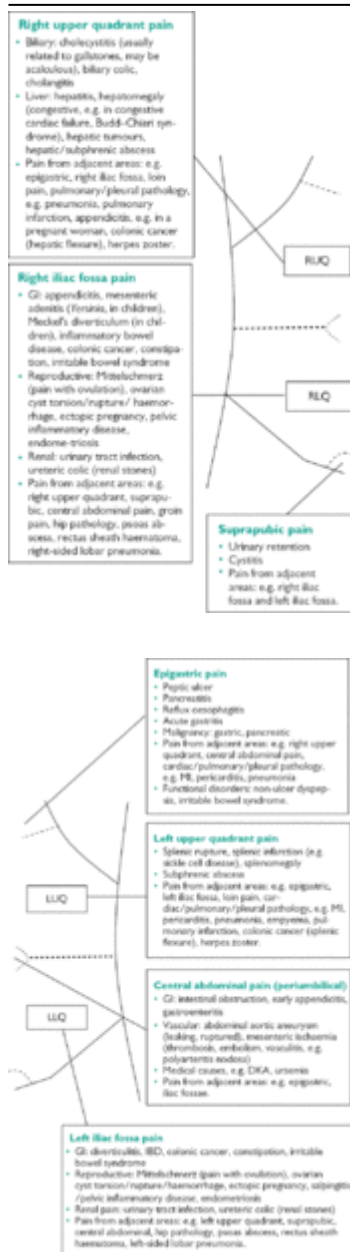 Right upper quadrant pain
• Biliary: cholecystitis (usually
related to gallstones, may be
acalculous), biliary colic,
cholangitis
• Liver: hepatitis, hepatomegaly
(congestive, e.g. in congestive
cardiac failure, Budd–Chiari syn-
drome), hepatic tumours,
hepatic/subphrenic abscess
• Pain from adjacent areas: e.g.
epigastric, right iliac fossa, loin
pain, pulmonary/pleural pathology,
e.g. pneumonia, pulmonary
infarction, appendicitis, e.g. in a
pregnant woman, colonic cancer
(hepatic flexure), herpes zoster.
RUQ
Right iliac fossa pain
• GI: appendicitis, mesenteric
adenitis (Yersinia, in children),
Meckel's diverticulum (in chil-
dren), inflammatory bowel
disease, colonic cancer, constipa-
tion, irritable bowel syndrome
• Reproductive: Mittelschmerz
(pain with ovulation), ovarian
cyst torsion/rupture/ haemor-
rhage, ectopic pregnancy, pelvic
inflammatory disease,
endome-triosis
• Renal: urinary tract infection,
ureteric colic (renal stones)
• Pain from adjacent areas: e.g.
right upper quadrant, suprapu-
bic, central abdominal pain, groin
pain, hip pathology, psoas ab-
scess, rectus sheath haematoma,
right-sided lobar pneumonia.
RLQ
Suprapubic pain
• Urinary retention
• Cystitis
• Pain from adjacent
areas: e.g. right iliac
fossa and left iliac fossa.
Epigastric pain
• Peptic ulcer
• Pancreatitis
• Reflux oesophagitis
• Acute gastritis
• Malignancy: gastric, pancreatic
• Pain from adjacent areas: e.g. right upper
quadrant, central abdominal pain,
cardiac/pulmonary/pleural pathology,
e.g. MI, pericarditis, pneumonia
• Functional disorders: non-ulcer dyspep-
sia, irritable bowel syndrome.
LUQ
Left upper quadrant pain
• Splenic rupture, splenic infarction (e.g.
sickle cell disease), splenomegaly
• Subphrenic abscess
• Pain from adjacent areas: e.g. epigastric,
left iliac fossa, loin pain, car-
diac/pulmonary/pleural pathology, e.g. MI,
pericarditis, pneumonia, empyema, pul-
monary infarction, colonic cancer (splenic
flexure), herpes zoster.
LLQ
Central abdominal pain (periumbilical)
• GI: intestinal obstruction, early appendicitis,
gastroenteritis
• Vascular: abdominal aortic aneurysm
(leaking, ruptured), mesenteric ischaemia
(thrombosis, embolism, vasculitis, e.g.
polyarteritis nodosa)
• Medical causes, e.g. DKA, uraemia
• Pain from adjacent areas: e.g. epigastric,
iliac fossae.
Left iliac fossa pain
• GI: diverticulitis, IBD, colonic cancer, constipation, irritable
bowel syndrome
• Reproductive: Mittelschmerz (pain with ovulation), ovarian
cyst torsion/rupture/haemorrhage, ectopic pregnancy, salpingitis
/pelvic inflammatory disease, endometriosis
• Renal pain: urinary tract infection, ureteric colic (renal stones)
• Pain from adjacent areas: e.g. left upper quadrant, suprapubic,
central abdominal, hip pathology, psoas abscess, rectus sheath
haematoma, left-sided lobar pneumonia.